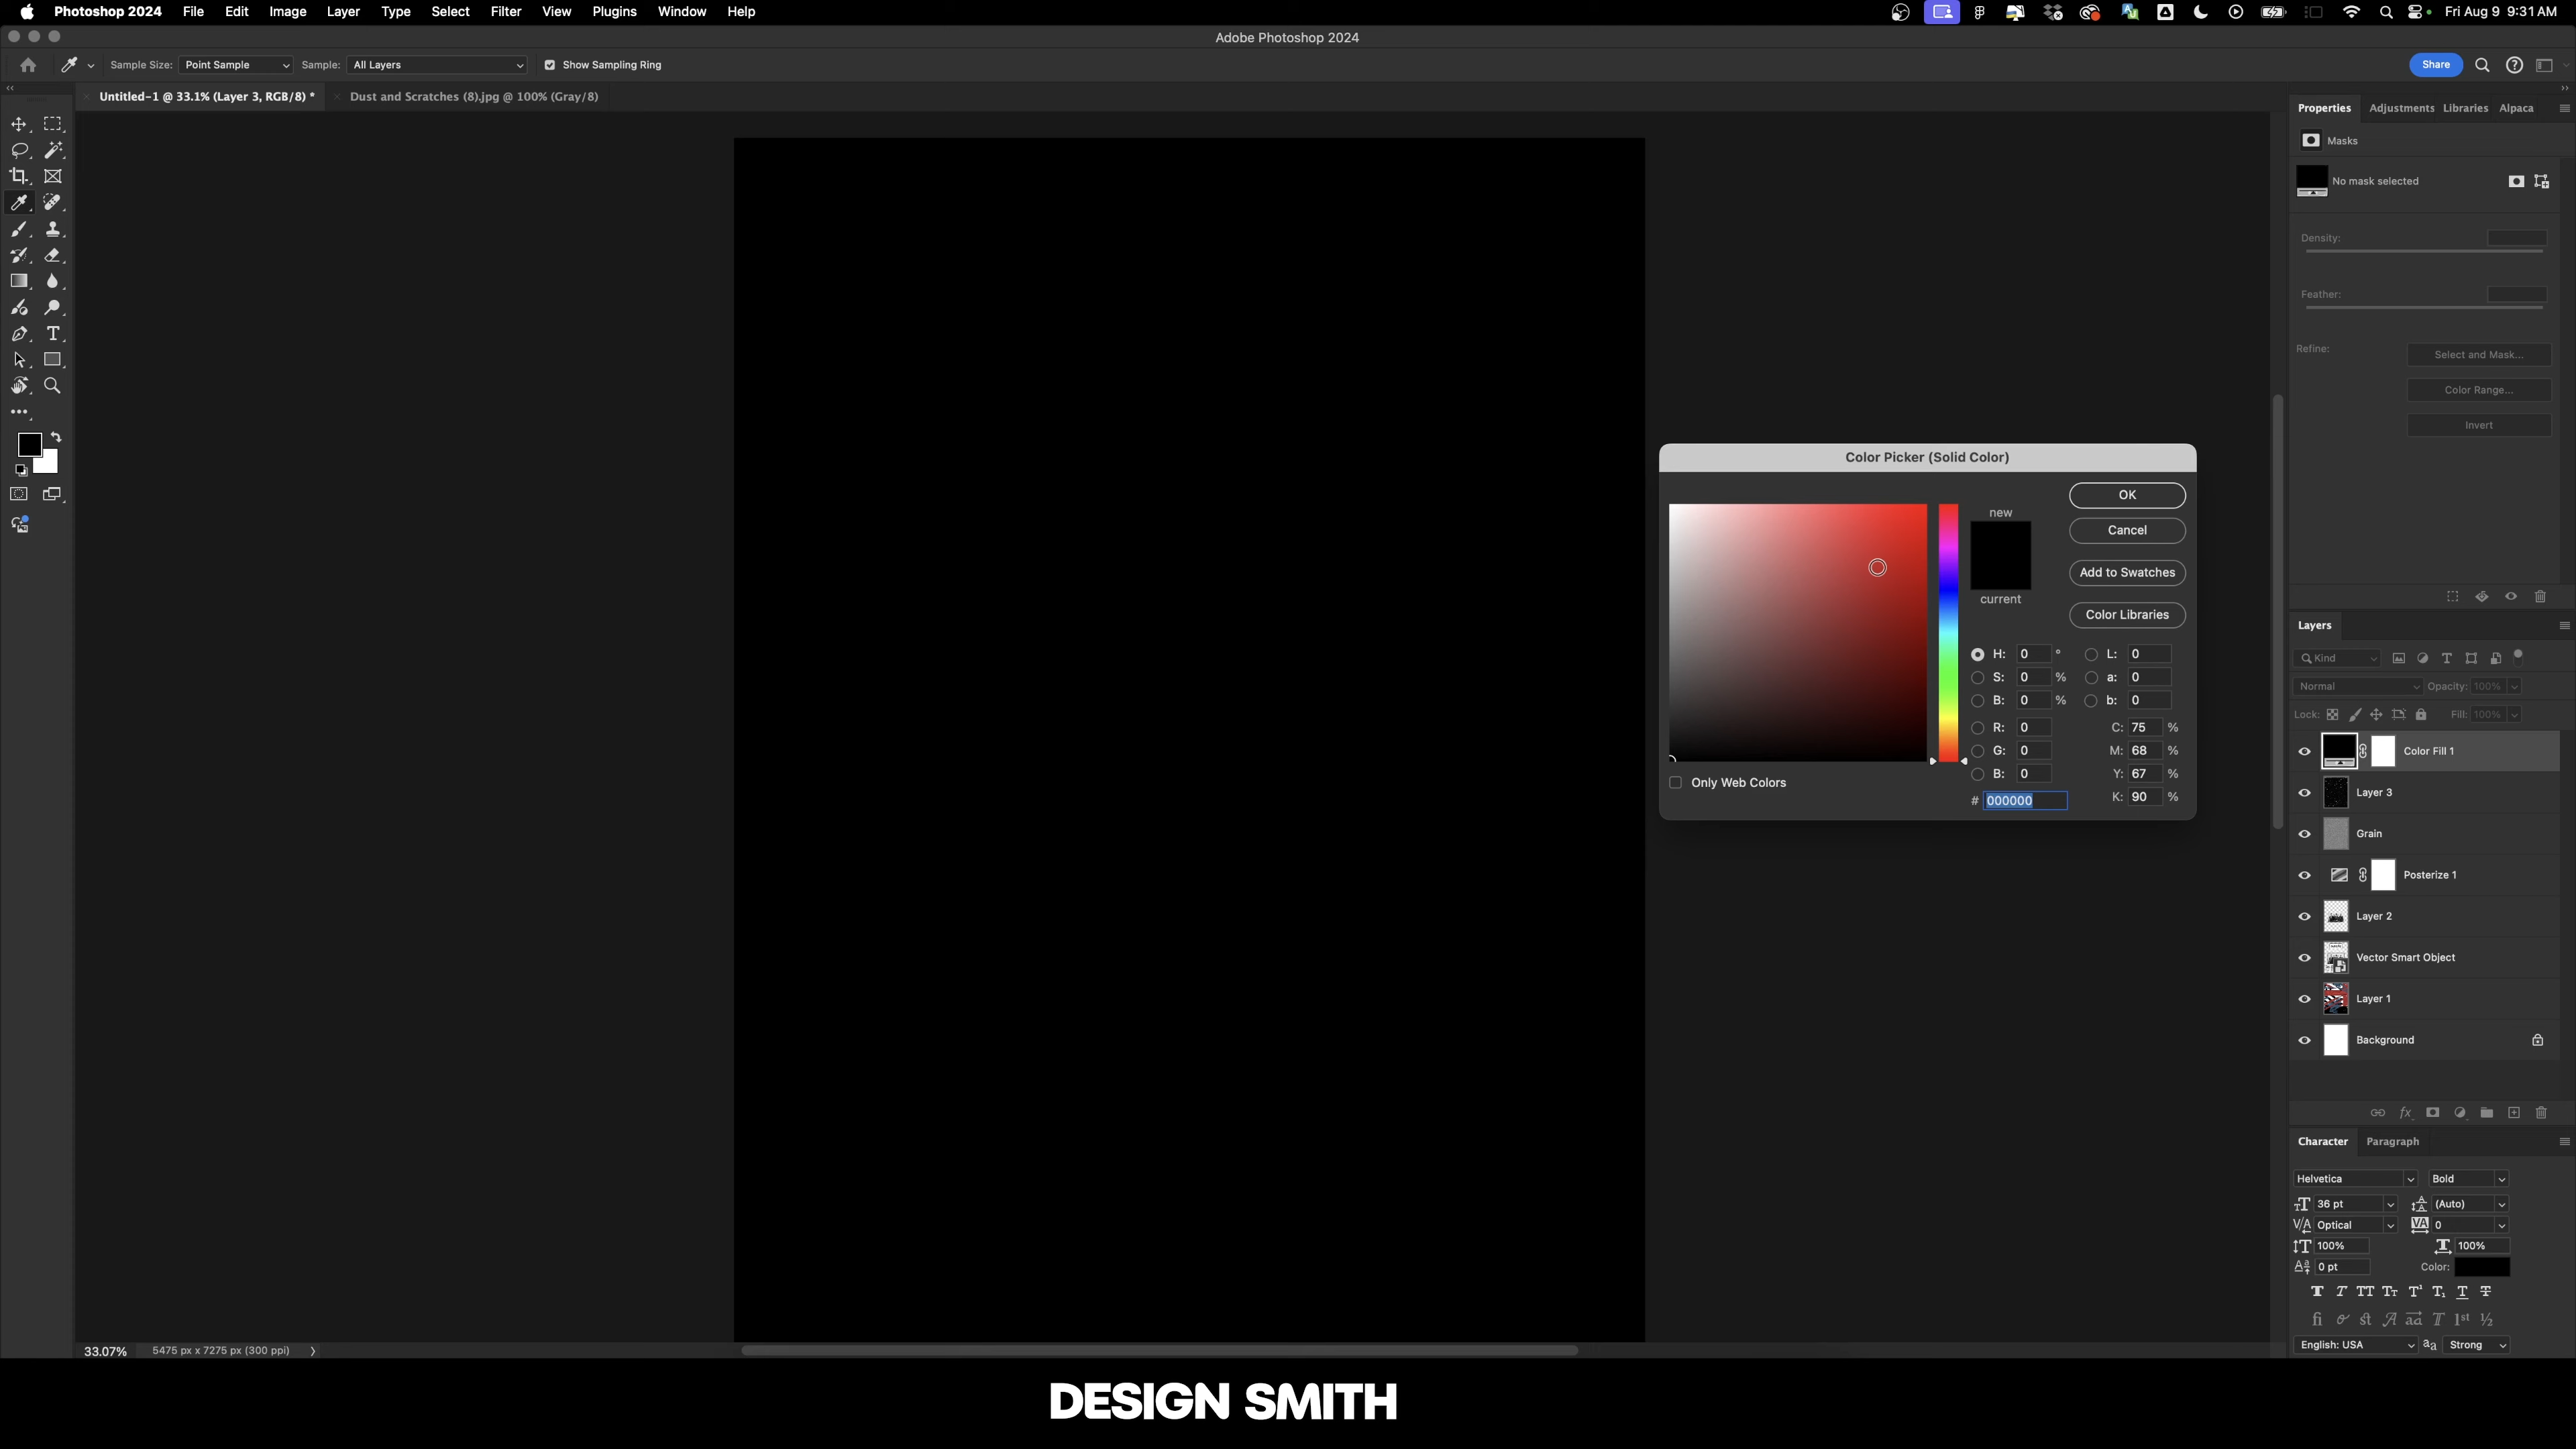 Photoshop 2024 File Edit Image Layer Type Select Filter View Plugins Window Help Fri Aug 9 9:31 AM
Adobe Photoshop 2024
Sample Size: Point Sample Sample: All Layers Show Sampling Ring Share
Untitled-1 @ 33.1% (Layer 3, RGB/8) * Dust and Scratches (8).jpg @ 100% (Gray/8)
Properties Adjustments Libraries Alpaca
Masks
No mask selected
Density:
Feather:
Refine: Select and Mask...
Color Range...
Invert
Color Picker (Solid Color)
OK
new
Cancel
Add to Swatches
current
Color Libraries
H: 0 ° L: 0
S: 0 % a: 0
B: 0 % b: 0
R: 0 C: 75 %
G: 0 M: 68 %
B: 0 Y: 67 %
Only Web Colors
# 000000 K: 90 %
Layers
Kind
Normal Opacity: 100%
Lock: Fill: 100%
Color Fill 1
Layer 3
Grain
Posterize 1
Layer 2
Vector Smart Object
Layer 1
Background
fx
Character Paragraph
Helvetica Bold
36 pt (Auto)
Optical 0
100% 100%
0 pt Color:
English: USA Strong
33.07% 5475 px x 7275 px (300 ppi)
DESIGN SMITH